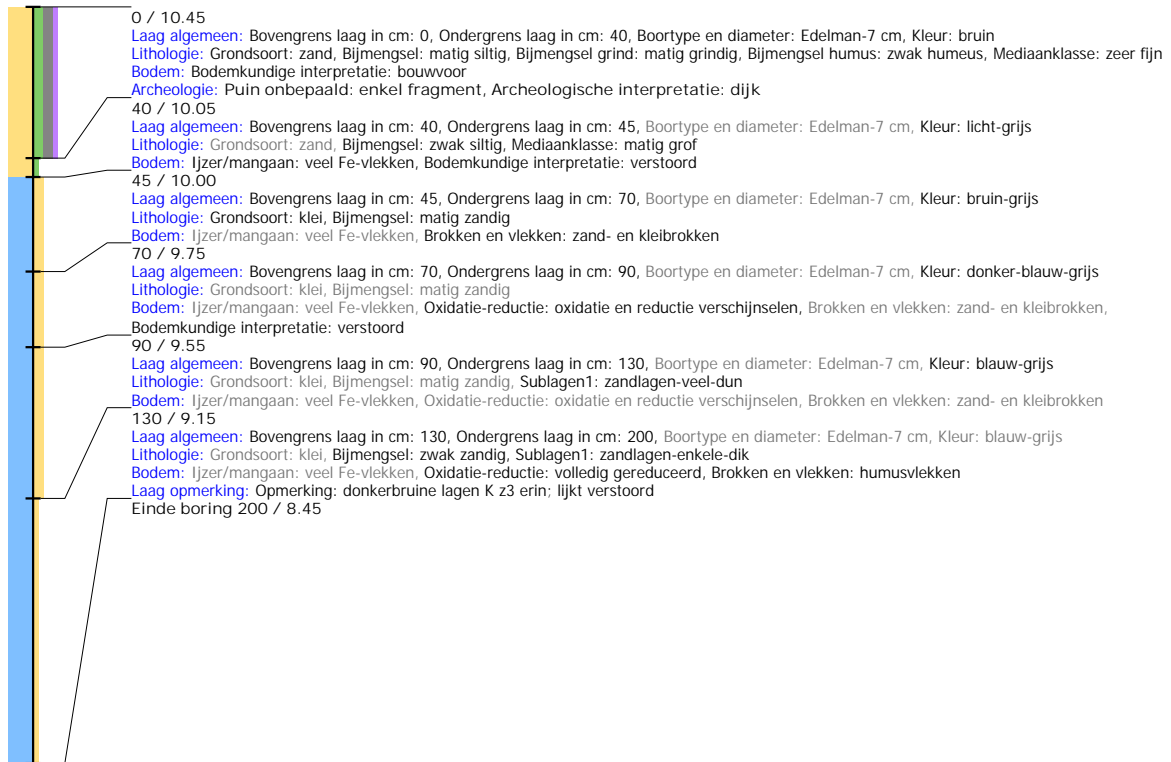 0 / 10.45
Laag algemeen: Bovengrens laag in cm: 0, Ondergrens laag in cm: 40, Boortype en diameter: Edelman-7 cm, Kleur: bruin
Lithologie: Grondsoort: zand, Bijmengsel: matig siltig, Bijmengsel grind: matig grindig, Bijmengsel humus: zwak humeus, Mediaanklasse: zeer fijn
Bodem: Bodemkundige interpretatie: bouwvoor
Archeologie: Puin onbepaald: enkel fragment, Archeologische interpretatie: dijk
40 / 10.05
Laag algemeen: Bovengrens laag in cm: 40, Ondergrens laag in cm: 45, Boortype en diameter: Edelman-7 cm, Kleur: licht-grijs
Lithologie: Grondsoort: zand, Bijmengsel: zwak siltig, Mediaanklasse: matig grof
Bodem: Ijzer/mangaan: veel Fe-vlekken, Bodemkundige interpretatie: verstoord
45 / 10.00
Laag algemeen: Bovengrens laag in cm: 45, Ondergrens laag in cm: 70, Boortype en diameter: Edelman-7 cm, Kleur: bruin-grijs
Lithologie: Grondsoort: klei, Bijmengsel: matig zandig
Bodem: Ijzer/mangaan: veel Fe-vlekken, Brokken en vlekken: zand- en kleibrokken
70 / 9.75
Laag algemeen: Bovengrens laag in cm: 70, Ondergrens laag in cm: 90, Boortype en diameter: Edelman-7 cm, Kleur: donker-blauw-grijs
Lithologie: Grondsoort: klei, Bijmengsel: matig zandig
Bodem: Ijzer/mangaan: veel Fe-vlekken, Oxidatie-reductie: oxidatie en reductie verschijnselen, Brokken en vlekken: zand- en kleibrokken,
Bodemkundige interpretatie: verstoord
90 / 9.55
Laag algemeen: Bovengrens laag in cm: 90, Ondergrens laag in cm: 130, Boortype en diameter: Edelman-7 cm, Kleur: blauw-grijs
Lithologie: Grondsoort: klei, Bijmengsel: matig zandig, Sublagen1: zandlagen-veel-dun
Bodem: Ijzer/mangaan: veel Fe-vlekken, Oxidatie-reductie: oxidatie en reductie verschijnselen, Brokken en vlekken: zand- en kleibrokken
130 / 9.15
Laag algemeen: Bovengrens laag in cm: 130, Ondergrens laag in cm: 200, Boortype en diameter: Edelman-7 cm, Kleur: blauw-grijs
Lithologie: Grondsoort: klei, Bijmengsel: zwak zandig, Sublagen1: zandlagen-enkele-dik
Bodem: Ijzer/mangaan: veel Fe-vlekken, Oxidatie-reductie: volledig gereduceerd, Brokken en vlekken: humusvlekken
Laag opmerking: Opmerking: donkerbruine lagen K z3 erin; lijkt verstoord
Einde boring 200 / 8.45